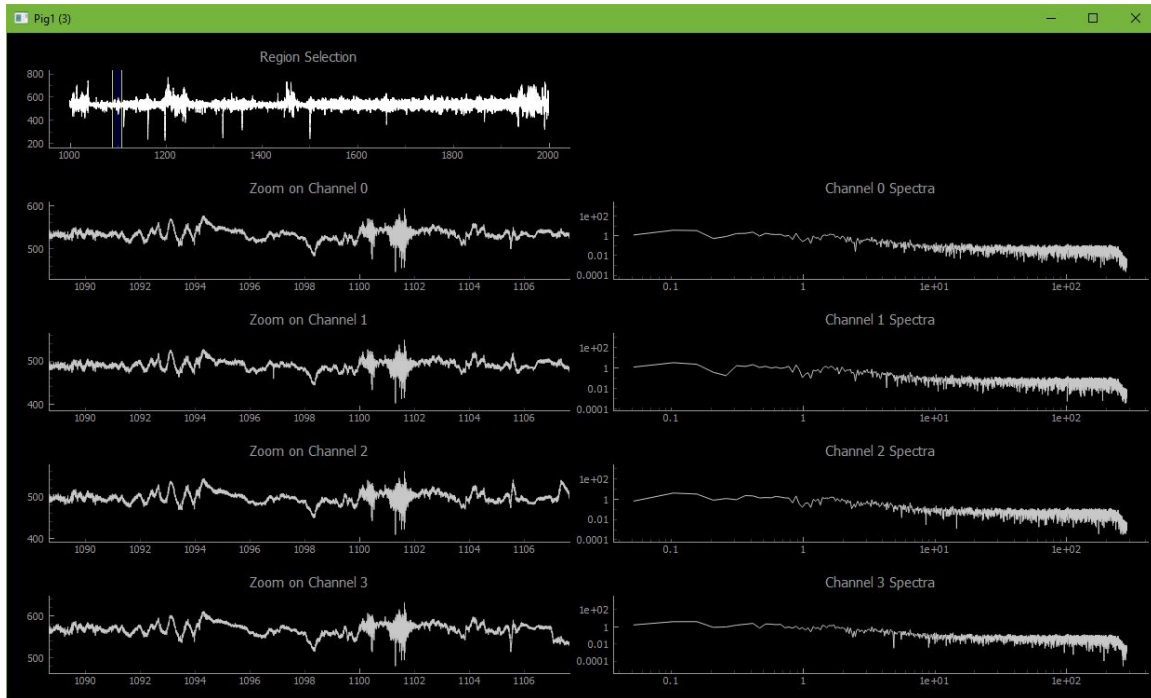 Pig1 (3)
Region Selection
800
600
400
200
1000 1200 1400 1600 1800 2000
Zoom on Channel 0
600
550
1090 1092 1094 1096 1098 1100 1102 1104 1106
Channel 0 Spectra
1e+02
1
0.01
0.0001
0.1 1 1e+01 1e+02
Zoom on Channel 1
500
400
1090 1092 1094 1096 1098 1100 1102 1104 1106
Channel 1 Spectra
1e+02
1
0.01
0.0001
0.1 1 1e+01 1e+02
Zoom on Channel 2
500
400
1090 1092 1094 1096 1098 1100 1102 1104 1106
Channel 2 Spectra
1e+02
1
0.01
0.0001
0.1 1 1e+01 1e+02
Zoom on Channel 3
600
500
1090 1092 1094 1096 1098 1100 1102 1104 1106
Channel 3 Spectra
1e+02
1
0.01
0.0001
0.1 1 1e+01 1e+02